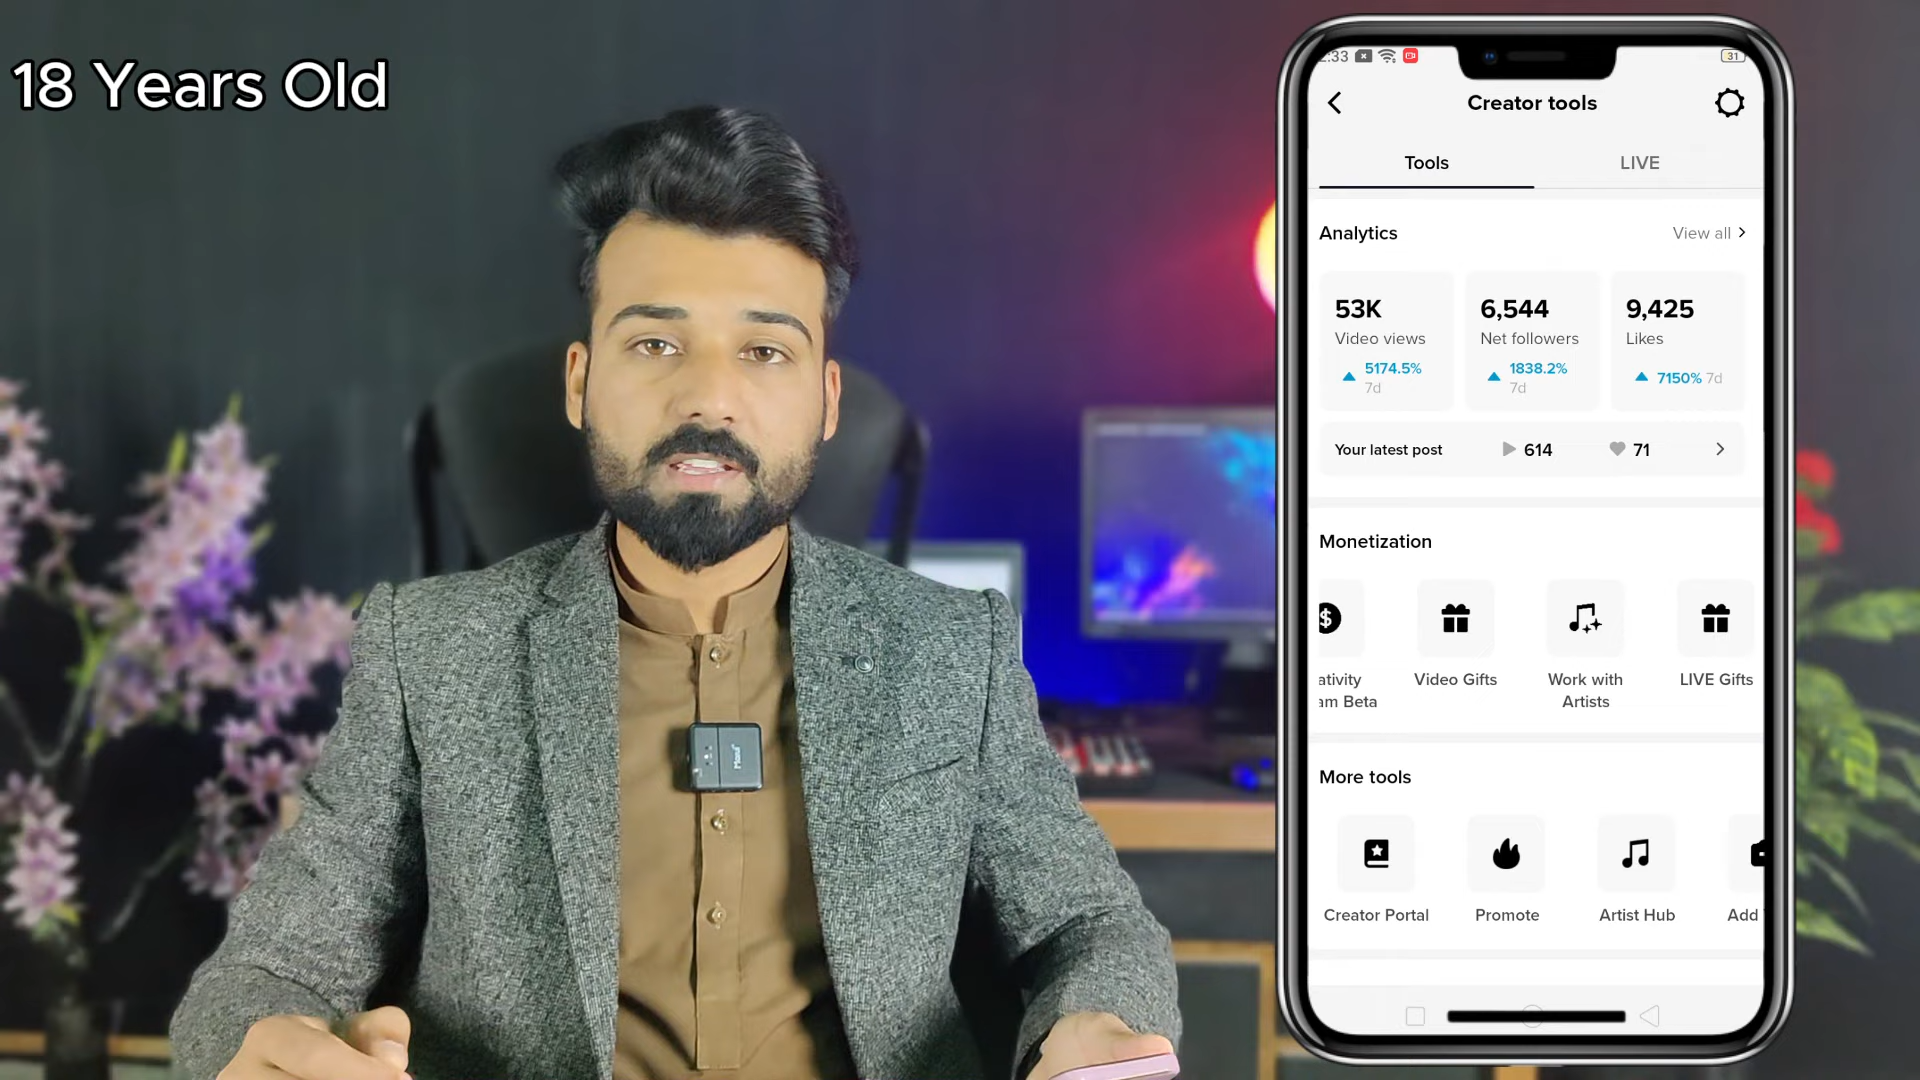 18 Years Old
:33
31
Creator tools
Tools
LIVE
Analytics
View all
53K
6,544
9,425
Video views
Net followers
Likes
5174.5%
7d
1838.2%
7d
7150% 7d
Your latest post
614
71
Monetization
$
ativity
am Beta
Video Gifts
Work with
Artists
LIVE Gifts
More tools
Creator Portal
Promote
Artist Hub
Add